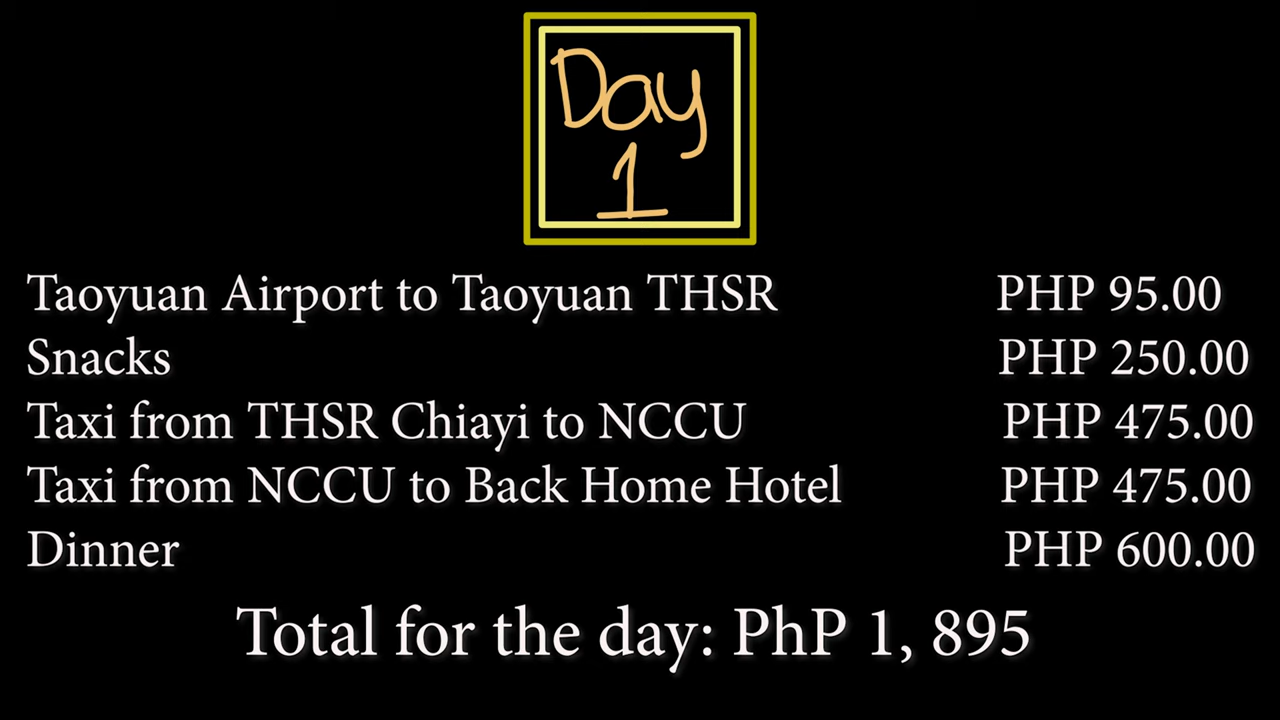 Day
1
Taoyuan Airport to Taoyuan THSR PHP 95.00
Snacks PHP 250.00
Taxi from THSR Chiayi to NCCU PHP 475.00
Taxi from NCCU to Back Home Hotel PHP 475.00
Dinner PHP 600.00
Total for the day: PhP 1, 895